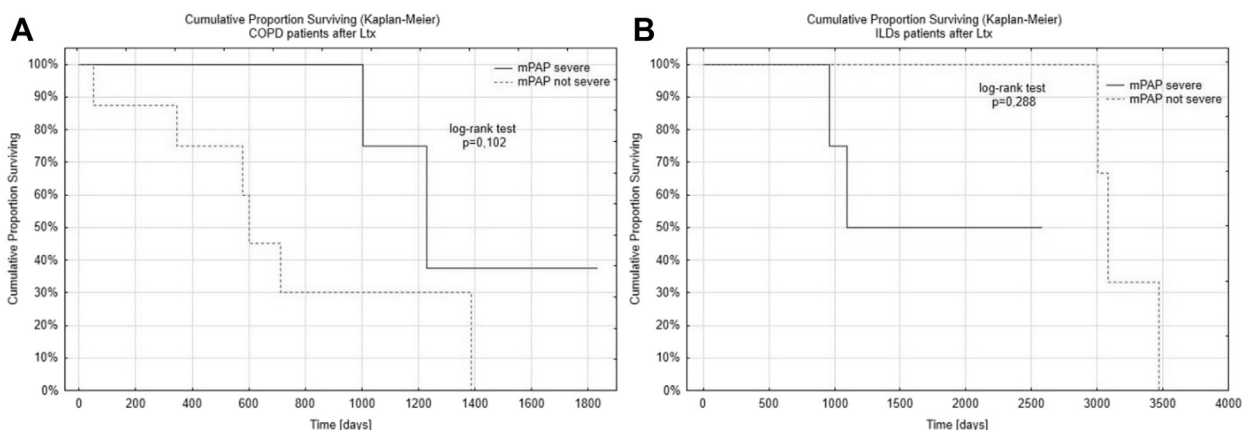 A
Cumulative Proportion Surviving (Kaplan-Meier)
COPD patients after Ltx
mPAP severe
mPAP not severe
log-rank test
p=0,102
Cumulative Proportion Surviving
100%
90%
80%
70%
60%
50%
40%
30%
20%
10%
0%
0 200 400 600 800 1000 1200 1400 1600 1800
Time [days]
B
Cumulative Proportion Surviving (Kaplan-Meier)
ILDs patients after Ltx
log-rank test
p=0,288
mPAP severe
mPAP not severe
Cumulative Proportion Surviving
100%
90%
80%
70%
60%
50%
40%
30%
20%
10%
0%
0 500 1000 1500 2000 2500 3000 3500 4000
Time [days]